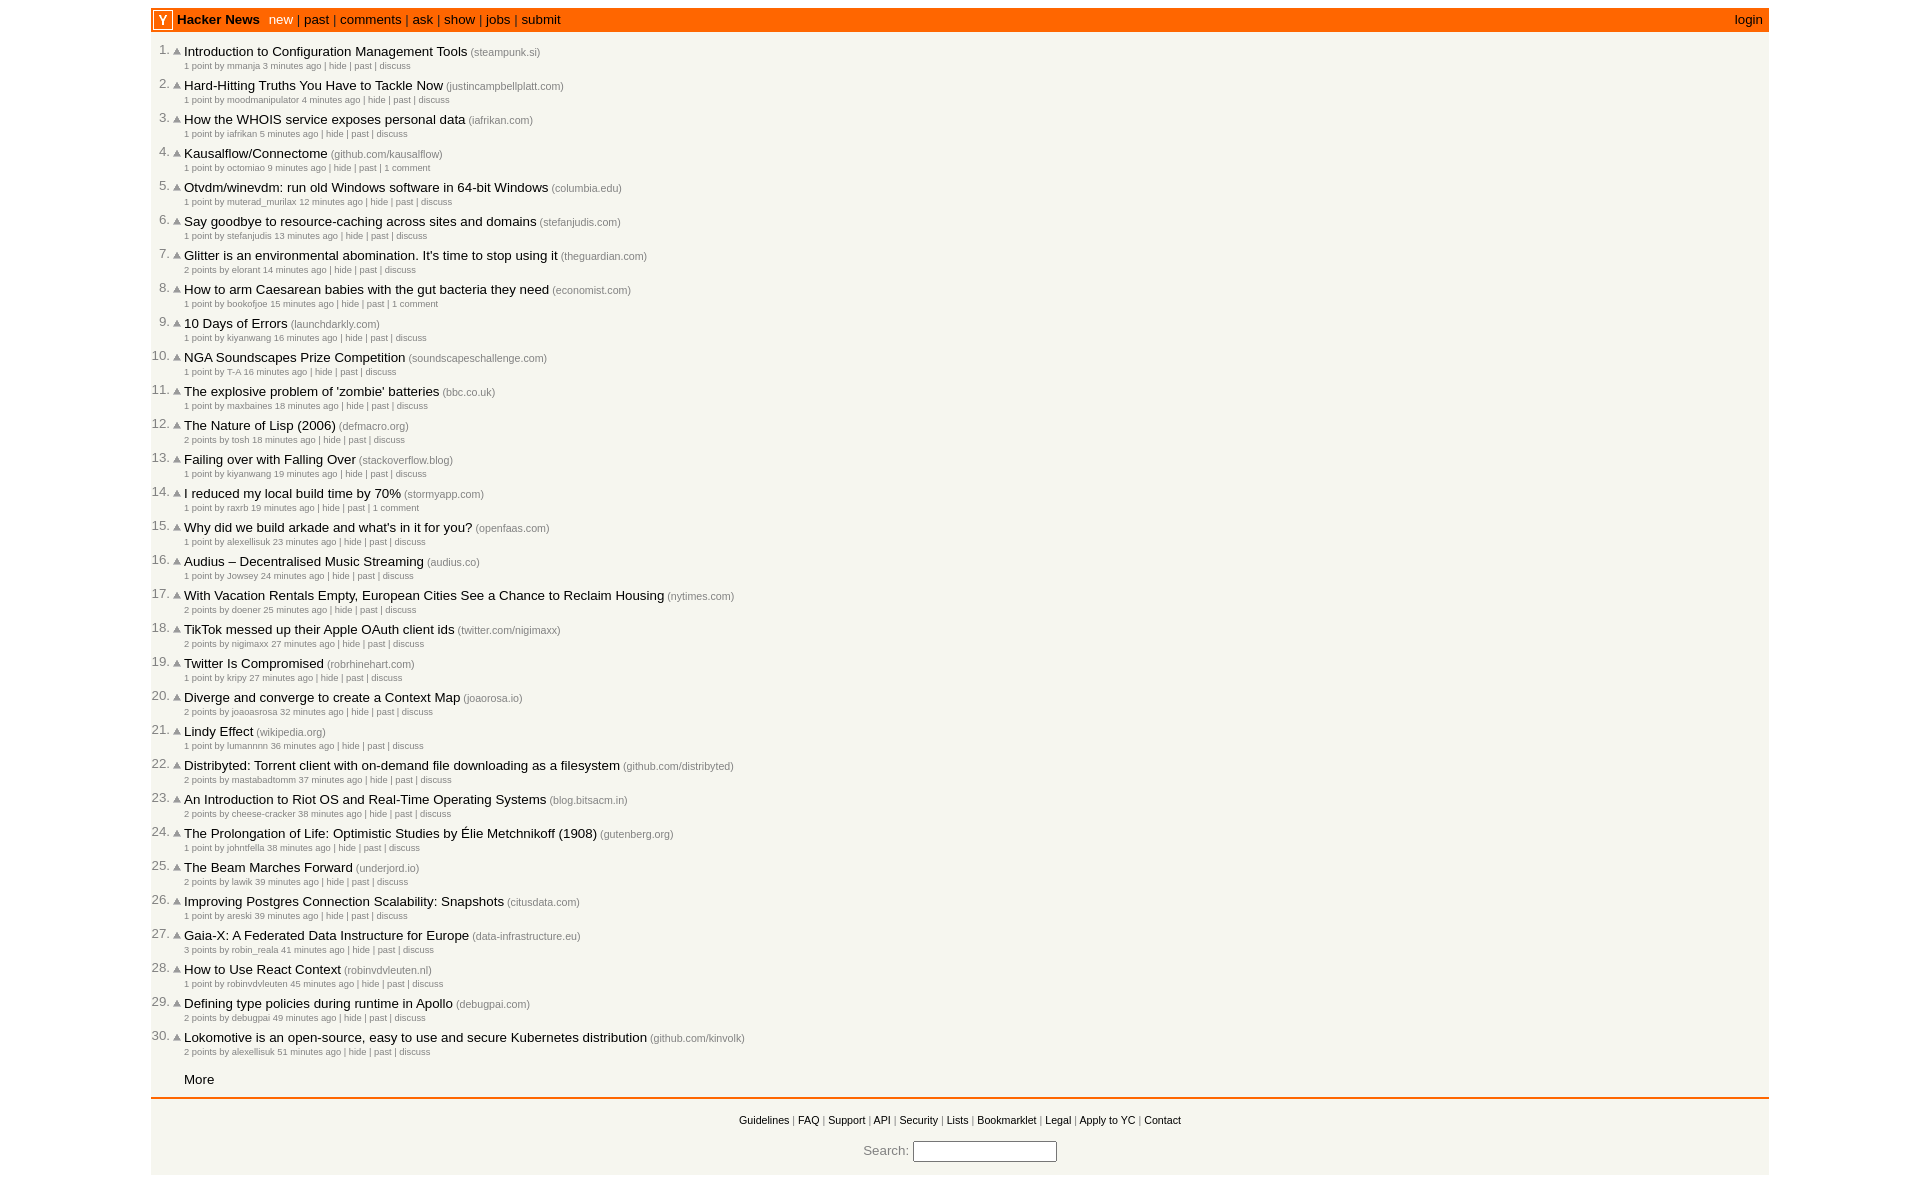 Y Hacker News new | past | comments | ask | show | jobs | submit login
1. Introduction to Configuration Management Tools (steampunk.si)
1 point by mmanja 3 minutes ago | hide | past | discuss
2. Hard-Hitting Truths You Have to Tackle Now (justincampbellplatt.com)
1 point by moodmanipulator 4 minutes ago | hide | past | discuss
3. How the WHOIS service exposes personal data (iafrikan.com)
1 point by iafrikan 5 minutes ago | hide | past | discuss
4. Kausalflow/Connectome (github.com/kausalflow)
1 point by octomiao 9 minutes ago | hide | past | 1 comment
5. Otvdm/winevdm: run old Windows software in 64-bit Windows (columbia.edu)
1 point by muterad_murilax 12 minutes ago | hide | past | discuss
6. Say goodbye to resource-caching across sites and domains (stefanjudis.com)
1 point by stefanjudis 13 minutes ago | hide | past | discuss
7. Glitter is an environmental abomination. It's time to stop using it (theguardian.com)
2 points by elorant 14 minutes ago | hide | past | discuss
8. How to arm Caesarean babies with the gut bacteria they need (economist.com)
1 point by bookofjoe 15 minutes ago | hide | past | 1 comment
9. 10 Days of Errors (launchdarkly.com)
1 point by kiyanwang 16 minutes ago | hide | past | discuss
10. NGA Soundscapes Prize Competition (soundscapeschallenge.com)
1 point by T-A 16 minutes ago | hide | past | discuss
11. The explosive problem of 'zombie' batteries (bbc.co.uk)
1 point by maxbaines 18 minutes ago | hide | past | discuss
12. The Nature of Lisp (2006) (defmacro.org)
2 points by tosh 18 minutes ago | hide | past | discuss
13. Failing over with Falling Over (stackoverflow.blog)
1 point by kiyanwang 19 minutes ago | hide | past | discuss
14. I reduced my local build time by 70% (stormyapp.com)
1 point by raxrb 19 minutes ago | hide | past | 1 comment
15. Why did we build arkade and what's in it for you? (openfaas.com)
1 point by alexellisuk 23 minutes ago | hide | past | discuss
16. Audius – Decentralised Music Streaming (audius.co)
1 point by Jowsey 24 minutes ago | hide | past | discuss
17. With Vacation Rentals Empty, European Cities See a Chance to Reclaim Housing (nytimes.com)
2 points by doener 25 minutes ago | hide | past | discuss
18. TikTok messed up their Apple OAuth client ids (twitter.com/nigimaxx)
2 points by nigimaxx 27 minutes ago | hide | past | discuss
19. Twitter Is Compromised (robrhinehart.com)
1 point by kripy 27 minutes ago | hide | past | discuss
20. Diverge and converge to create a Context Map (joaorosa.io)
2 points by joaoasrosa 32 minutes ago | hide | past | discuss
21. Lindy Effect (wikipedia.org)
1 point by lumannnn 36 minutes ago | hide | past | discuss
22. Distribyted: Torrent client with on-demand file downloading as a filesystem (github.com/distribyted)
2 points by mastabadtomm 37 minutes ago | hide | past | discuss
23. An Introduction to Riot OS and Real-Time Operating Systems (blog.bitsacm.in)
2 points by cheese-cracker 38 minutes ago | hide | past | discuss
24. The Prolongation of Life: Optimistic Studies by Élie Metchnikoff (1908) (gutenberg.org)
1 point by johntfella 38 minutes ago | hide | past | discuss
25. The Beam Marches Forward (underjord.io)
2 points by lawik 39 minutes ago | hide | past | discuss
26. Improving Postgres Connection Scalability: Snapshots (citusdata.com)
1 point by areski 39 minutes ago | hide | past | discuss
27. Gaia-X: A Federated Data Instructure for Europe (data-infrastructure.eu)
3 points by robin_reala 41 minutes ago | hide | past | discuss
28. How to Use React Context (robinvdvleuten.nl)
1 point by robinvdvleuten 45 minutes ago | hide | past | discuss
29. Defining type policies during runtime in Apollo (debugpai.com)
2 points by debugpai 49 minutes ago | hide | past | discuss
30. Lokomotive is an open-source, easy to use and secure Kubernetes distribution (github.com/kinvolk)
2 points by alexellisuk 51 minutes ago | hide | past | discuss
More
Guidelines | FAQ | Support | API | Security | Lists | Bookmarklet | Legal | Apply to YC | Contact
Search: